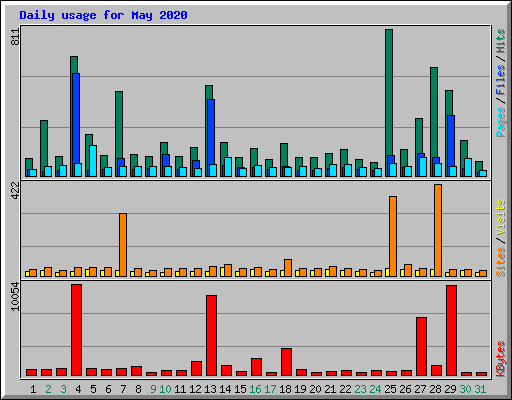 Daily usage for May 2020
811
Pages / Files / Hits
422
Sites / Visits
10054
KBytes
1 2 3 4 5 6 7 8 9 10 11 12 13 14 15 16 17 18 19 20 21 22 23 24 25 26 27 28 29 30 31